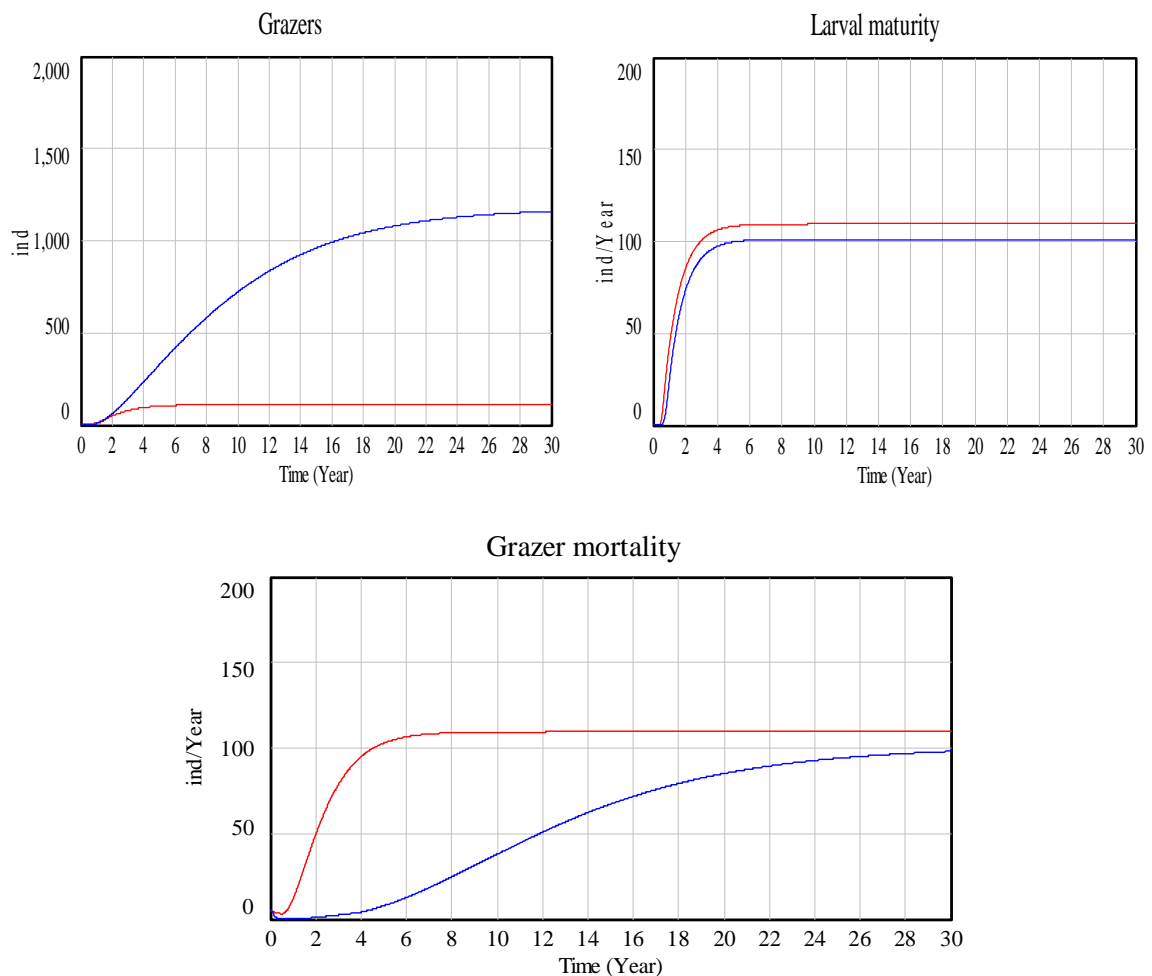 Grazers
2,000
1,500
1,000
500
0
ind
0 2 4 6 8 10 12 14 16 18 20 22 24 26 28 30
Time (Year)
Larval maturity
200
150
100
50
0
ind/Year
0 2 4 6 8 10 12 14 16 18 20 22 24 26 28 30
Time (Year)
Grazer mortality
200
150
100
50
0
ind/Year
0 2 4 6 8 10 12 14 16 18 20 22 24 26 28 30
Time (Year)